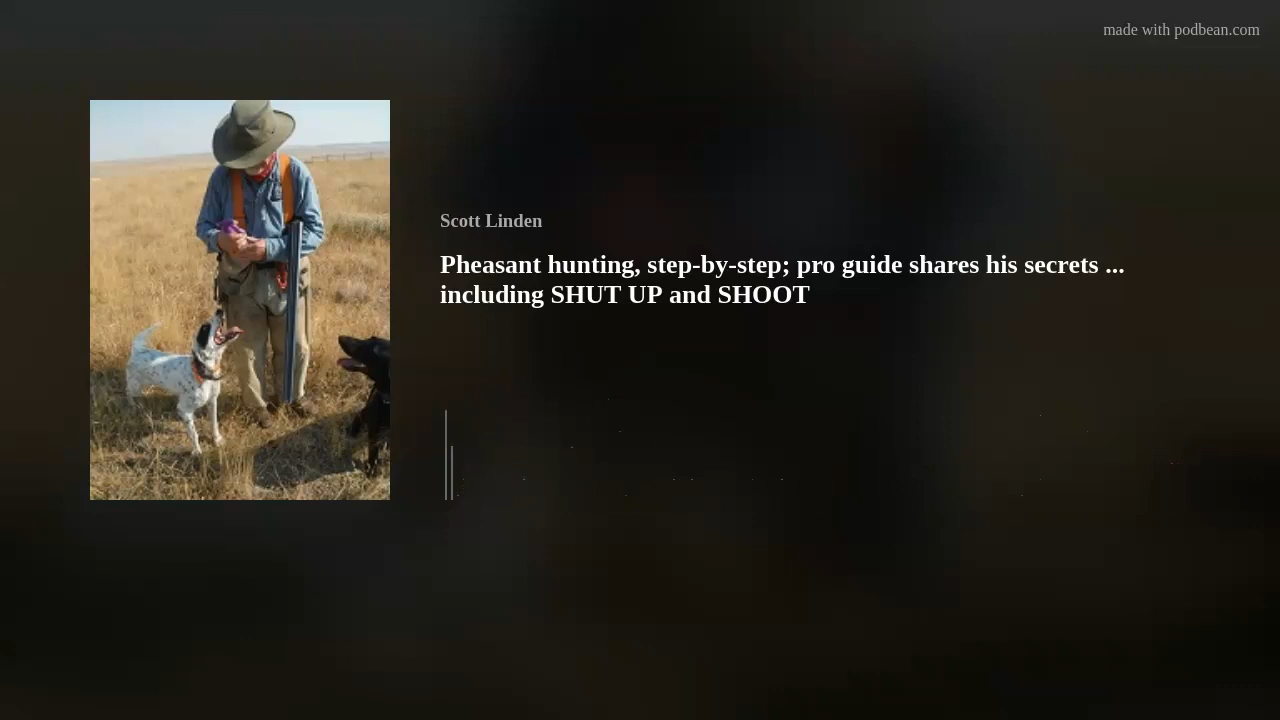 made with podbean.com
Scott Linden
Pheasant hunting, step-by-step; pro guide shares his secrets ...
including SHUT UP and SHOOT